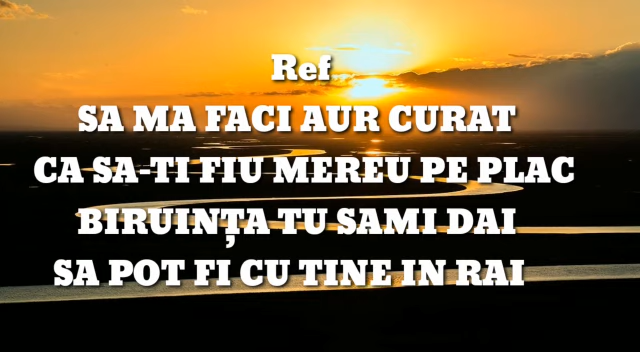 Ref...
SA MA FACI AUR CURAT
CA SA-TI FIU MEREU PE PLAC
BIRUINȚA TU SAMI DAI
SA POT FI CU TINE IN RAI